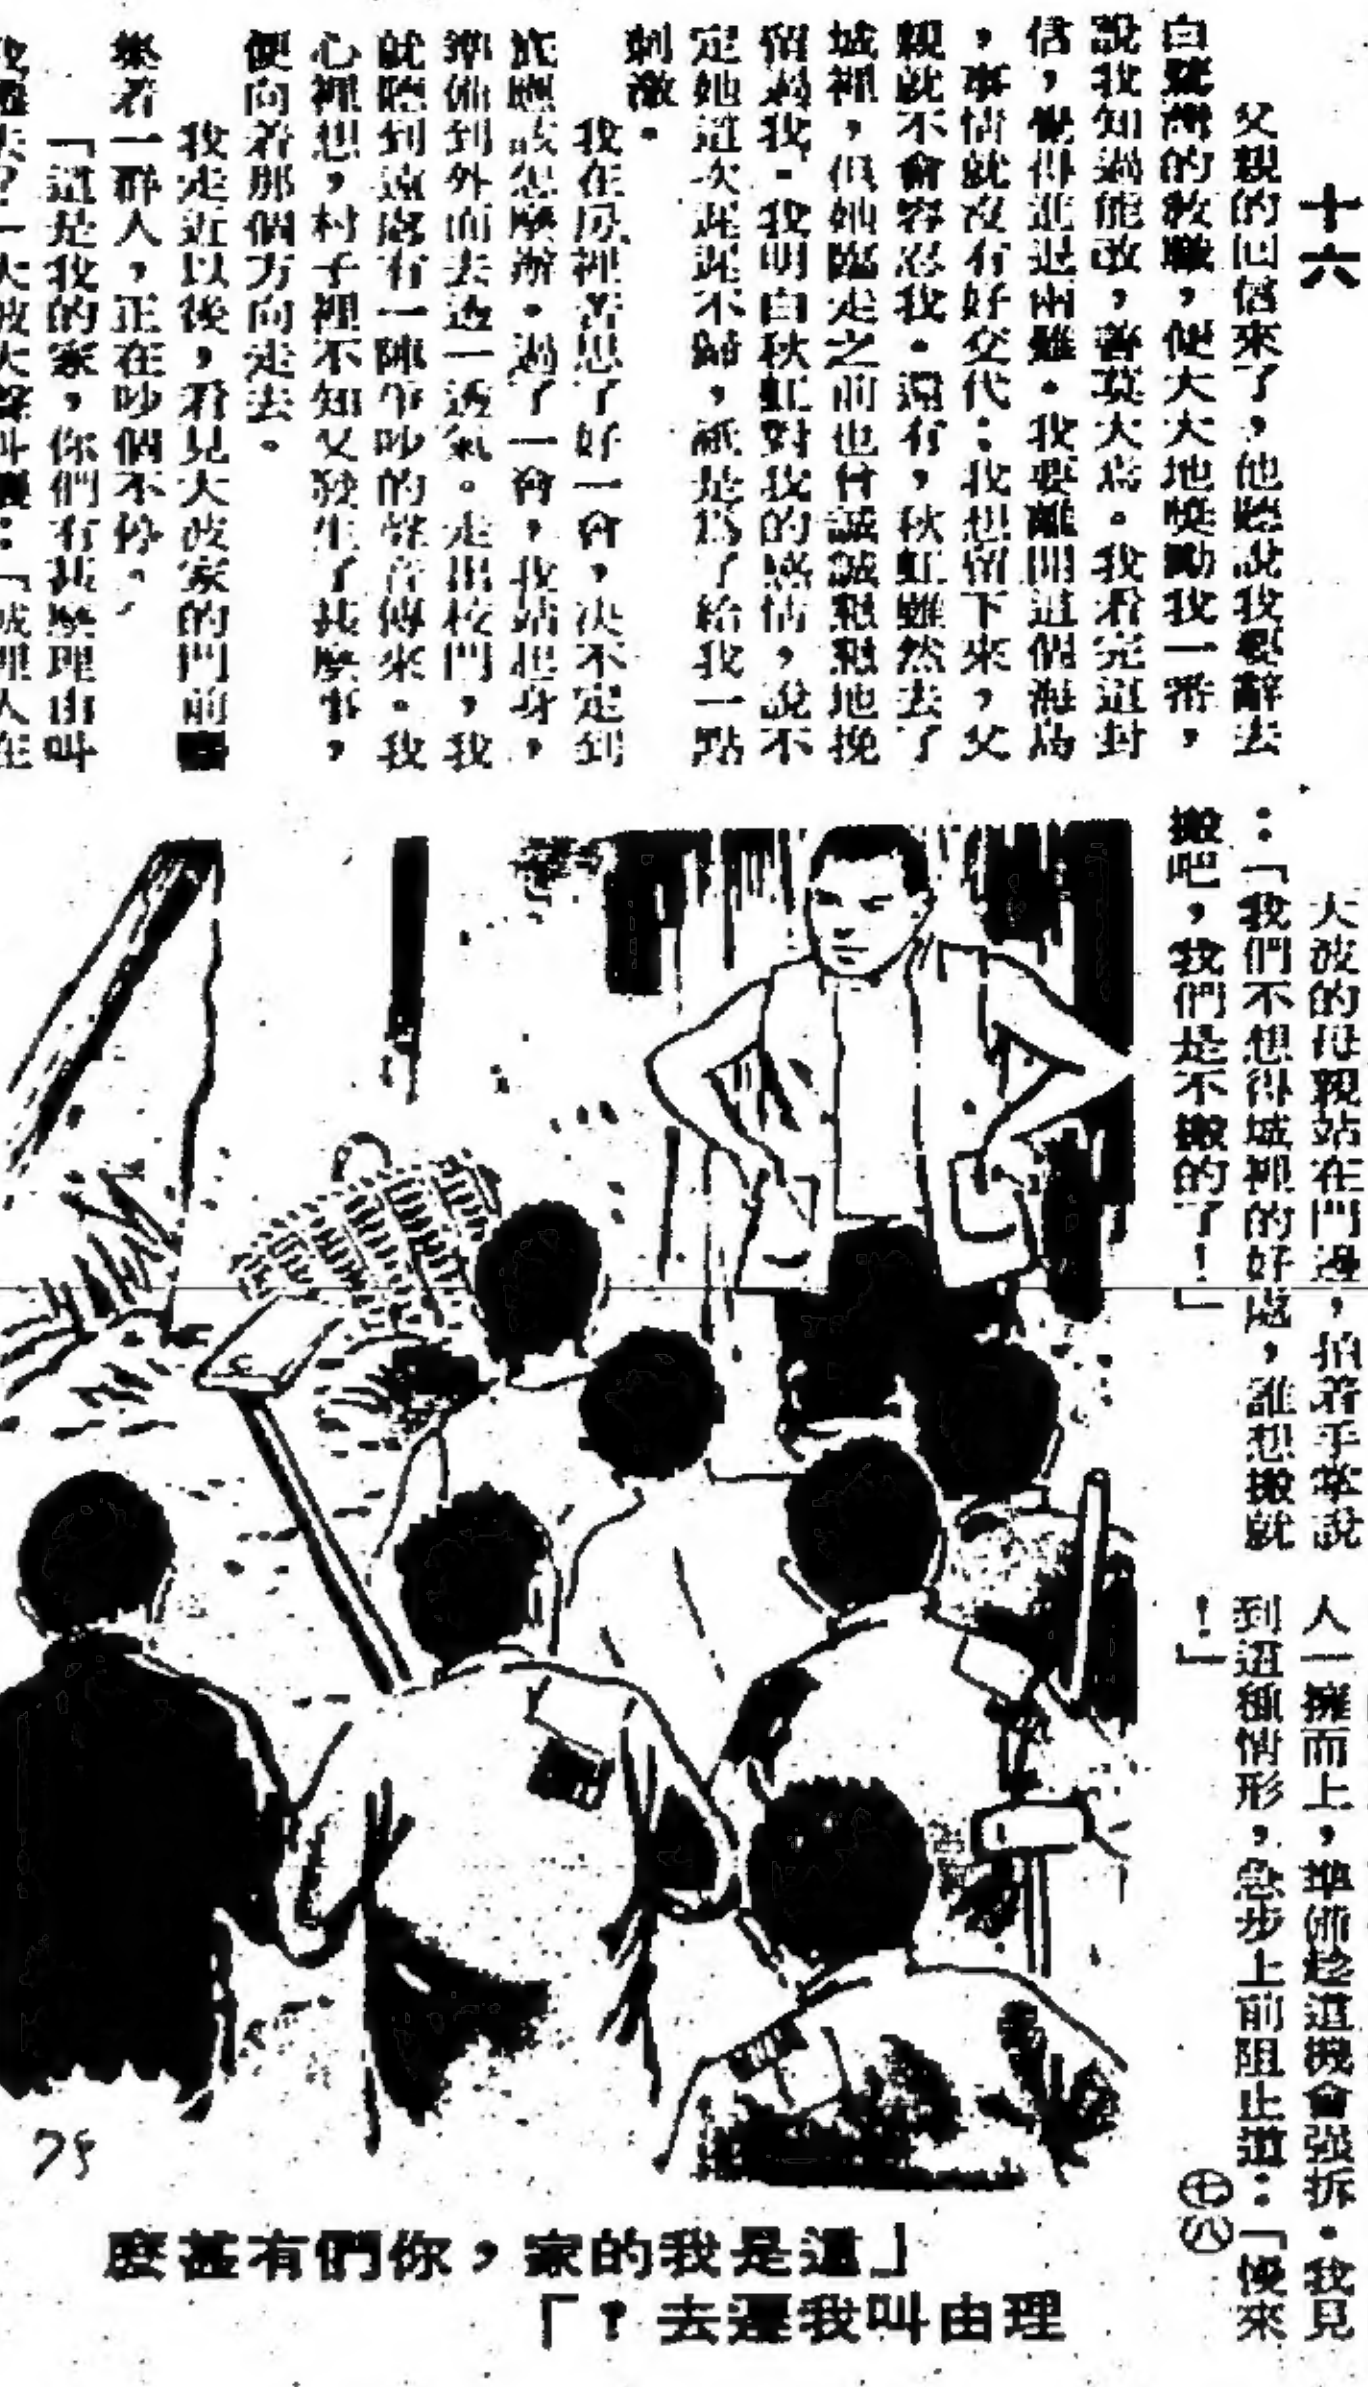 十六
父親的回信來了，他聽說我要辭去
白鷺灣的教職，便大大地獎勵我一番，
說我知過能改，善莫大焉。我看完這封
信，覺得進退兩難。我要離開這個海島
，事情就沒有好交代；我想留下來，父
親就不會容忍我。還有，秋虹雖然去了
城裡，但她臨走之前也曾誠誠懇懇地挽
留過我。我明白秋虹對我的感情，說不
定她這次遲遲不歸，祇是為了給我一點
刺激。
我在房裡苦思了好一會，決不定到
底應該怎麼辦。過了一會，我站起身，
準備到外面去透一透氣。走出校門，我
就聽到遠處有一陣爭吵的聲音傳來。我
心裡想，村子裡不知又發生了甚麼事，
便向着那個方向走去。
我走近以後，看見大波家的門前
聚着一群人，正在吵個不停。
「這是我的家，你們有甚麼理由叫
我遷去？」大波大聲叫：「城裡人在
大波的母親站在門邊，拍着手掌說
：「我們不想得城裡的好處，誰想搬就
搬吧，我們是不搬的了！」
人一擁而上，準備趁這機會强拆。我見
到這種情形，急步上前阻止道：「慢來
！」
七八
「這是我的家，你們有甚麼
理由叫我遷去？」